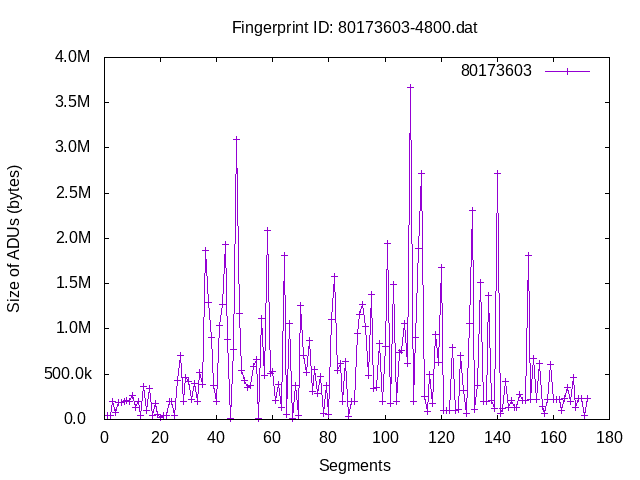 Fingerprint ID: 80173603-4800.dat
4.0M
80173603
3.5M
3.0M
2.5M
2.0M
1.5M
1.0M
500.0k
0.0
Size of ADUs (bytes)
0 20 40 60 80 100 120 140 160 180
Segments